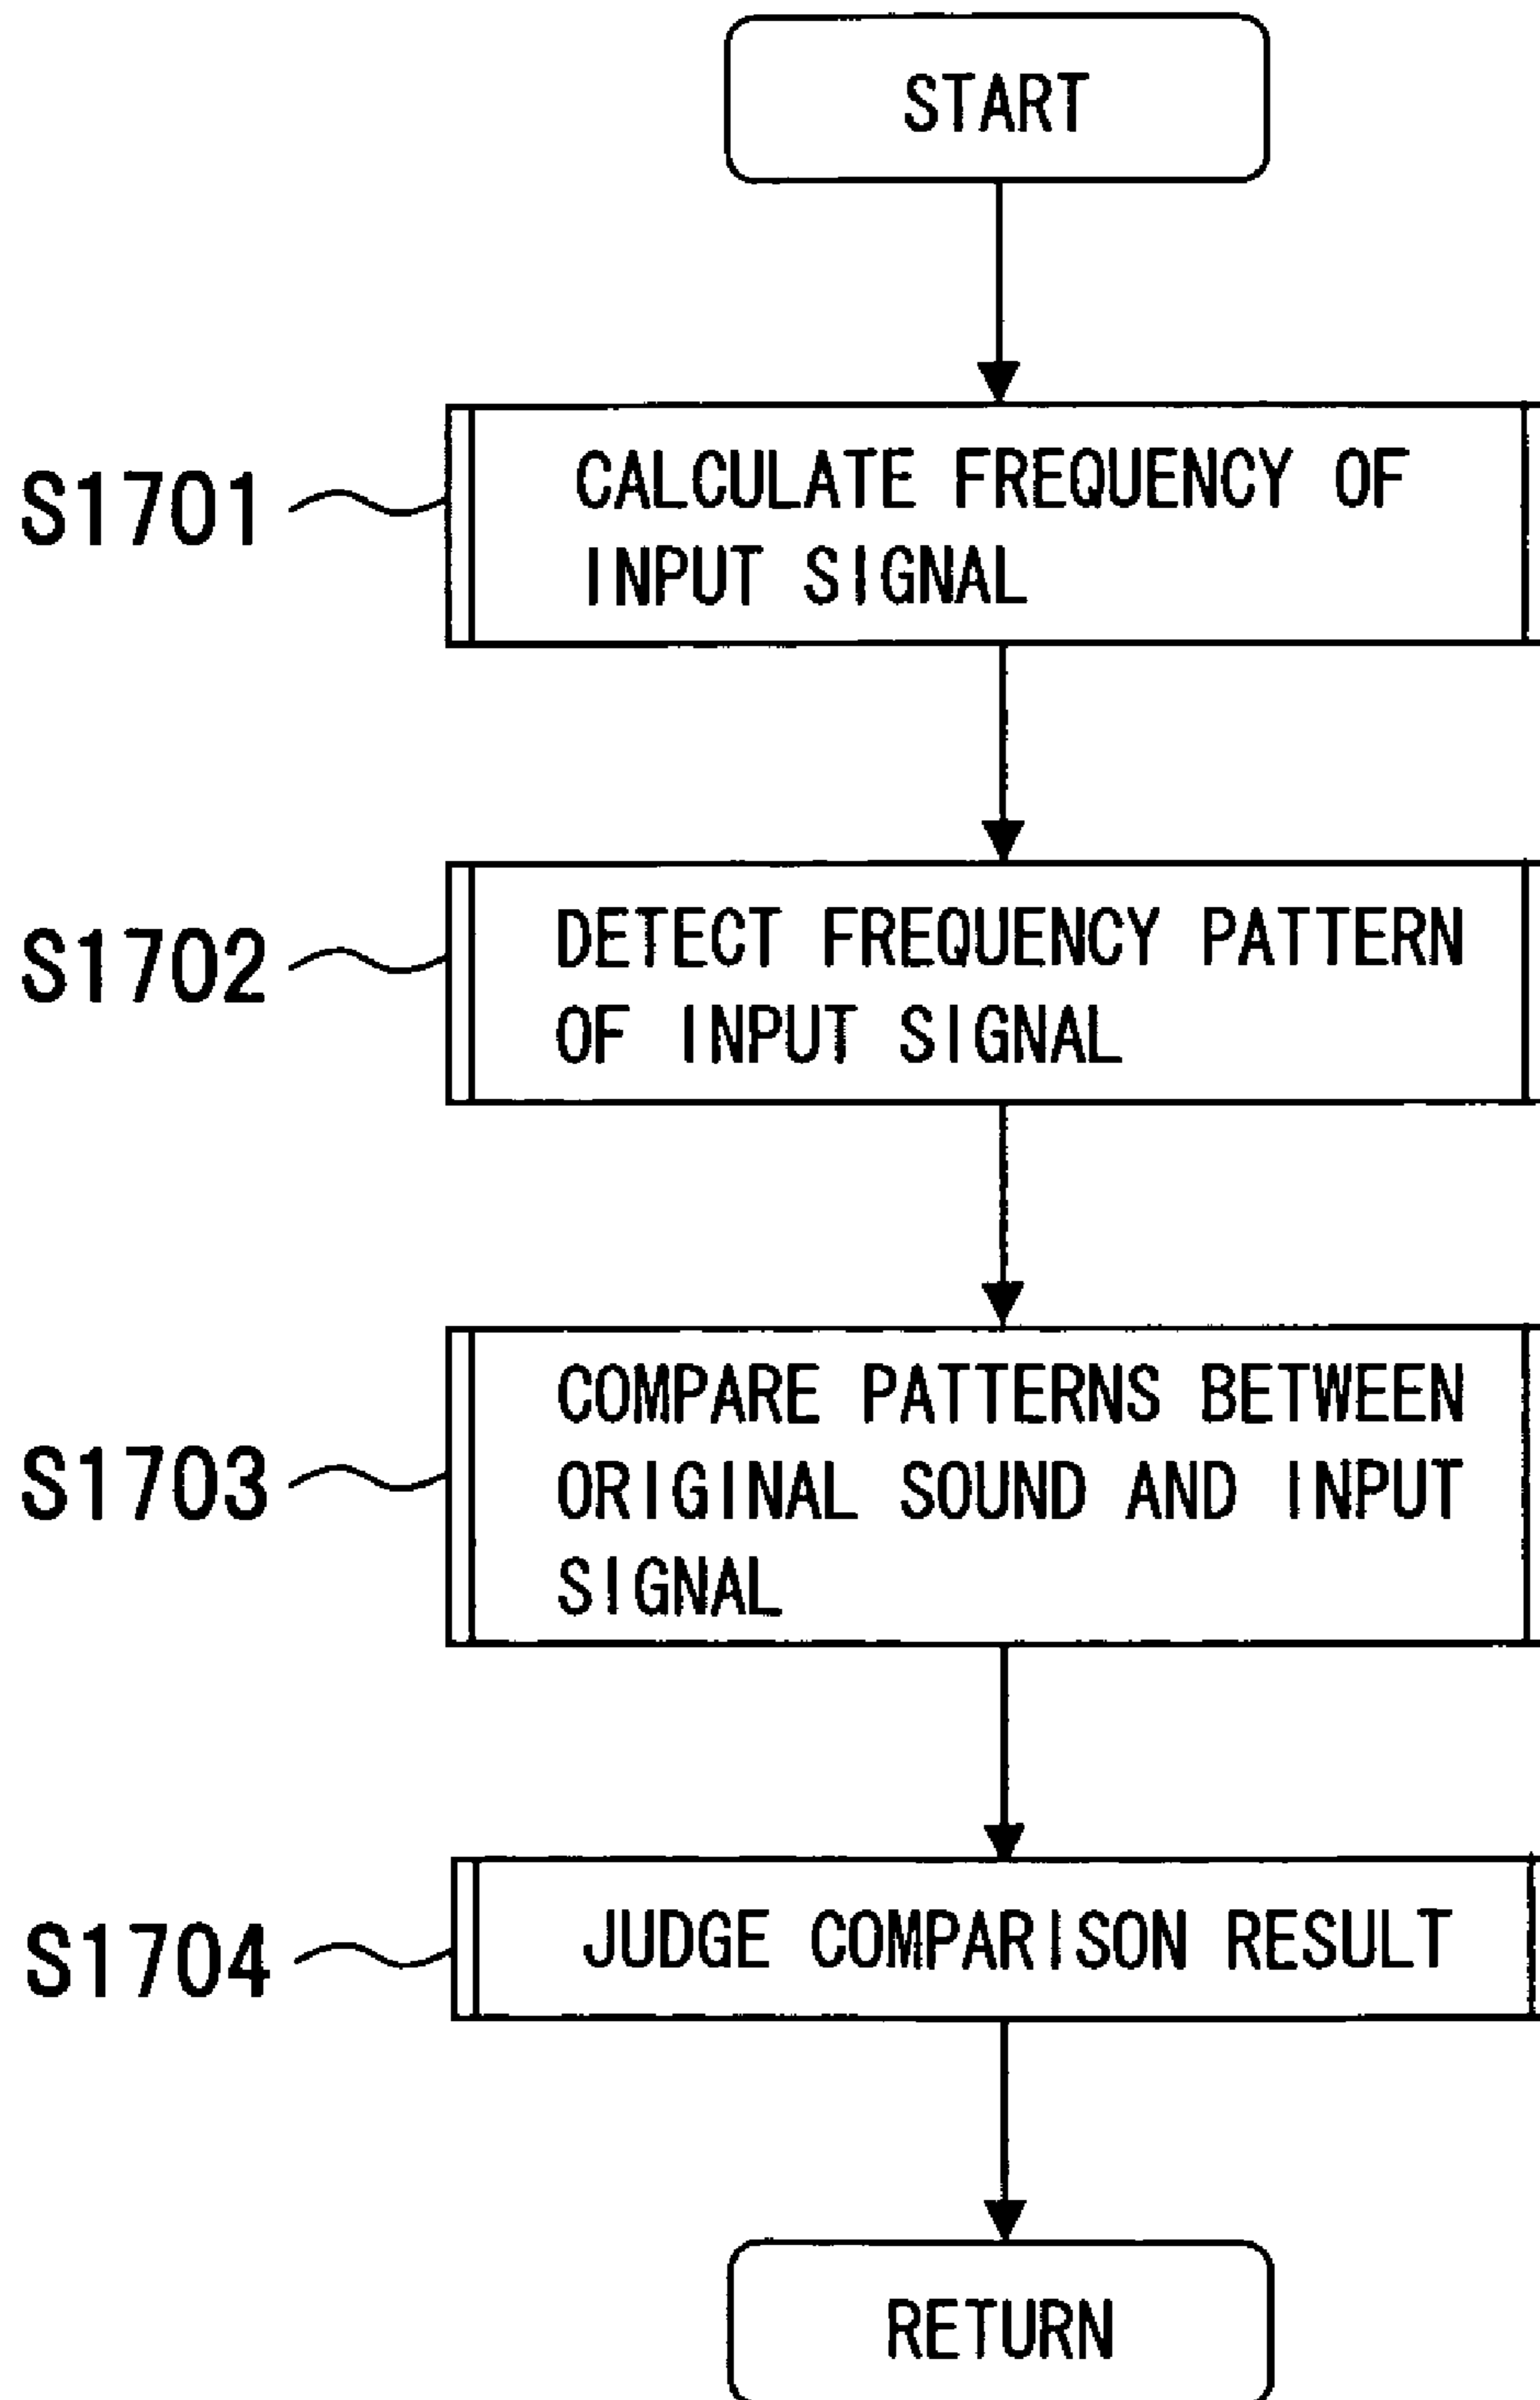 START
S1701
CALCULATE FREQUENCY OF
INPUT SIGNAL
S1702
DETECT FREQUENCY PATTERN
OF INPUT SIGNAL
S1703
COMPARE PATTERNS BETWEEN
ORIGINAL SOUND AND INPUT
SIGNAL
S1704
JUDGE COMPARISON RESULT
RETURN